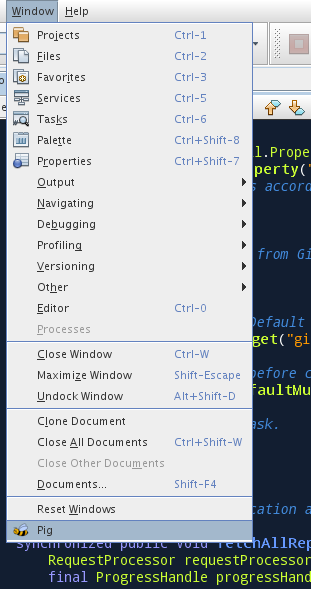 Window Help
Projects Ctrl-1
Files Ctrl-2
Favorites Ctrl-3
Services Ctrl-5
Tasks Ctrl-6
Palette Ctrl+Shift-8
Properties Ctrl+Shift-7
Output
Navigating
Debugging
Profiling
Versioning
Other
Editor Ctrl-0
Processes
Close Window Ctrl-W
Maximize Window Shift-Escape
Undock Window Alt+Shift-D
Clone Document
Close All Documents Ctrl+Shift-W
Close Other Documents
Documents... Shift-F4
Reset Windows
Pig
l.Prope
perty("
s accord
from Gi
Default
get("gi
before c
faultMu
ask.
cation a
synchronized public void fetchAllRep
RequestProcessor requestProcessor
final ProgressHandle progressHand